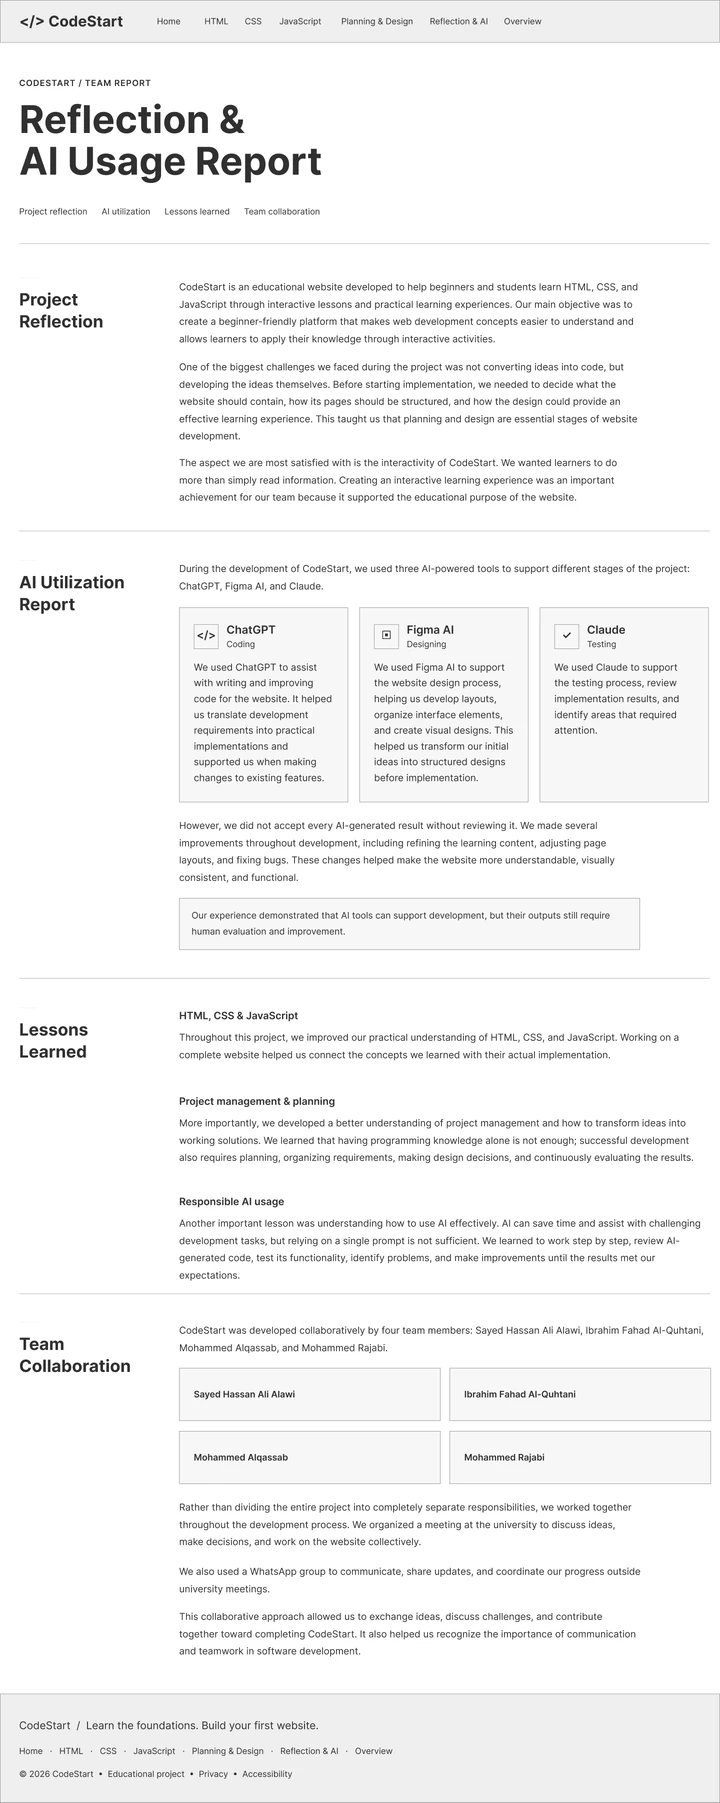 </> CodeStart Home HTML CSS JavaScript Planning & Design Reflection & AI Overview
CODESTART / TEAM REPORT
Reflection &
AI Usage Report
Project reflection AI utilization Lessons learned Team collaboration
Project
Reflection
CodeStart is an educational website developed to help beginners and students learn HTML, CSS, and
JavaScript through interactive lessons and practical learning experiences. Our main objective was to
create a beginner-friendly platform that makes web development concepts easier to understand and
allows learners to apply their knowledge through interactive activities.
One of the biggest challenges we faced during the project was not converting ideas into code, but
developing the ideas themselves. Before starting implementation, we needed to decide what the
website should contain, how its pages should be structured, and how the design could provide an
effective learning experience. This taught us that planning and design are essential stages of website
development.
The aspect we are most satisfied with is the interactivity of CodeStart. We wanted learners to do
more than simply read information. Creating an interactive learning experience was an important
achievement for our team because it supported the educational purpose of the website.
AI Utilization
Report
During the development of CodeStart, we used three AI-powered tools to support different stages of the project:
ChatGPT, Figma AI, and Claude.
</> ChatGPT
Coding
We used ChatGPT to assist
with writing and improving
code for the website. It helped
us translate development
requirements into practical
implementations and
supported us when making
changes to existing features.
Figma AI
Designing
We used Figma AI to support
the website design process,
helping us develop layouts,
organize interface elements,
and create visual designs. This
helped us transform our initial
ideas into structured designs
before implementation.
✓ Claude
Testing
We used Claude to support
the testing process, review
implementation results, and
identify areas that required
attention.
However, we did not accept every AI-generated result without reviewing it. We made several
improvements throughout development, including refining the learning content, adjusting page
layouts, and fixing bugs. These changes helped make the website more understandable, visually
consistent, and functional.
Our experience demonstrated that AI tools can support development, but their outputs still require
human evaluation and improvement.
Lessons
Learned
HTML, CSS & JavaScript
Throughout this project, we improved our practical understanding of HTML, CSS, and JavaScript. Working on a
complete website helped us connect the concepts we learned with their actual implementation.
Project management & planning
More importantly, we developed a better understanding of project management and how to transform ideas into
working solutions. We learned that having programming knowledge alone is not enough; successful development
also requires planning, organizing requirements, making design decisions, and continuously evaluating the results.
Responsible AI usage
Another important lesson was understanding how to use AI effectively. AI can save time and assist with challenging
development tasks, but relying on a single prompt is not sufficient. We learned to work step by step, review AI-
generated code, test its functionality, identify problems, and make improvements until the results met our
expectations.
Team
Collaboration
CodeStart was developed collaboratively by four team members: Sayed Hassan Ali Alawi, Ibrahim Fahad Al-Quhtani,
Mohammed Alqassab, and Mohammed Rajabi.
Sayed Hassan Ali Alawi
Ibrahim Fahad Al-Quhtani
Mohammed Alqassab
Mohammed Rajabi
Rather than dividing the entire project into completely separate responsibilities, we worked together
throughout the development process. We organized a meeting at the university to discuss ideas,
make decisions, and work on the website collectively.
We also used a WhatsApp group to communicate, share updates, and coordinate our progress outside
university meetings.
This collaborative approach allowed us to exchange ideas, discuss challenges, and contribute
together toward completing CodeStart. It also helped us recognize the importance of communication
and teamwork in software development.
CodeStart / Learn the foundations. Build your first website.
Home · HTML · CSS · JavaScript · Planning & Design · Reflection & AI · Overview
© 2026 CodeStart • Educational project • Privacy • Accessibility